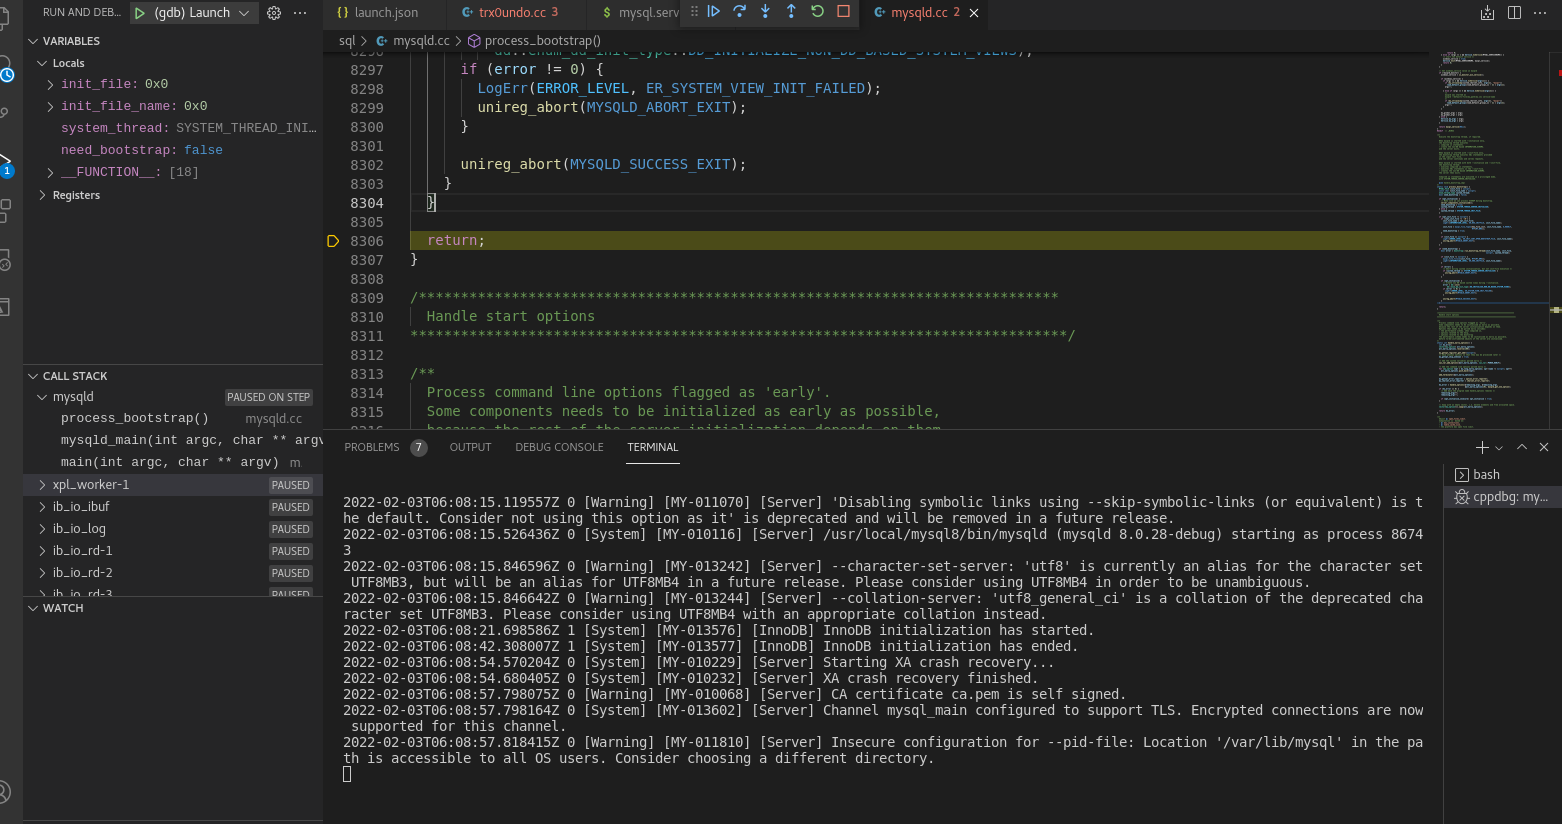 RUN AND DEB... (gdb) Launch
launch.json
trx0undo.cc 3
$ mysql.serv
mysqld.cc 2
VARIABLES
Locals
init_file: 0x0
init_file_name: 0x0
system_thread: SYSTEM_THREAD_INI...
need_bootstrap: false
__FUNCTION__: [18]
Registers
CALL STACK
mysqld PAUSED ON STEP
process_bootstrap() mysqld.cc
mysqld_main(int argc, char ** argv
main(int argc, char ** argv) m
xpl_worker-1 PAUSED
ib_io_ibuf PAUSED
ib_io_log PAUSED
ib_io_rd-1 PAUSED
ib_io_rd-2 PAUSED
ib_io_rd-3 PAUSED
WATCH
1
sql > mysqld.cc > process_bootstrap()
8296 dd::enum_dd_init_type::DD_INITIALIZE_NON_DD_BASED_SYSTEM_VIEWS);
8297 if (error != 0) {
8298 LogErr(ERROR_LEVEL, ER_SYSTEM_VIEW_INIT_FAILED);
8299 unireg_abort(MYSQLD_ABORT_EXIT);
8300 }
8301
8302 unireg_abort(MYSQLD_SUCCESS_EXIT);
8303 }
8304 }
8305
8306 return;
8307 }
8308
8309 /****************************************************************************
8310 Handle start options
8311 ******************************************************************************/
8312
8313 /**
8314 Process command line options flagged as 'early'.
8315 Some components needs to be initialized as early as possible,
8316 because the rest of the server initialization depends on them.
PROBLEMS 7 OUTPUT DEBUG CONSOLE TERMINAL
bash
cppdbg: my...
2022-02-03T06:08:15.119557Z 0 [Warning] [MY-011070] [Server] 'Disabling symbolic links using --skip-symbolic-links (or equivalent) is t
he default. Consider not using this option as it' is deprecated and will be removed in a future release.
2022-02-03T06:08:15.526436Z 0 [System] [MY-010116] [Server] /usr/local/mysql8/bin/mysqld (mysqld 8.0.28-debug) starting as process 8674
3
2022-02-03T06:08:15.846596Z 0 [Warning] [MY-013242] [Server] --character-set-server: 'utf8' is currently an alias for the character set
UTF8MB3, but will be an alias for UTF8MB4 in a future release. Please consider using UTF8MB4 in order to be unambiguous.
2022-02-03T06:08:15.846642Z 0 [Warning] [MY-013244] [Server] --collation-server: 'utf8_general_ci' is a collation of the deprecated cha
racter set UTF8MB3. Please consider using UTF8MB4 with an appropriate collation instead.
2022-02-03T06:08:21.698586Z 1 [System] [MY-013576] [InnoDB] InnoDB initialization has started.
2022-02-03T06:08:42.308007Z 1 [System] [MY-013577] [InnoDB] InnoDB initialization has ended.
2022-02-03T06:08:54.570204Z 0 [System] [MY-010229] [Server] Starting XA crash recovery...
2022-02-03T06:08:54.680405Z 0 [System] [MY-010232] [Server] XA crash recovery finished.
2022-02-03T06:08:57.798075Z 0 [Warning] [MY-010068] [Server] CA certificate ca.pem is self signed.
2022-02-03T06:08:57.798164Z 0 [System] [MY-013602] [Server] Channel mysql_main configured to support TLS. Encrypted connections are now
supported for this channel.
2022-02-03T06:08:57.818415Z 0 [Warning] [MY-011810] [Server] Insecure configuration for --pid-file: Location '/var/lib/mysql' in the pa
th is accessible to all OS users. Consider choosing a different directory.